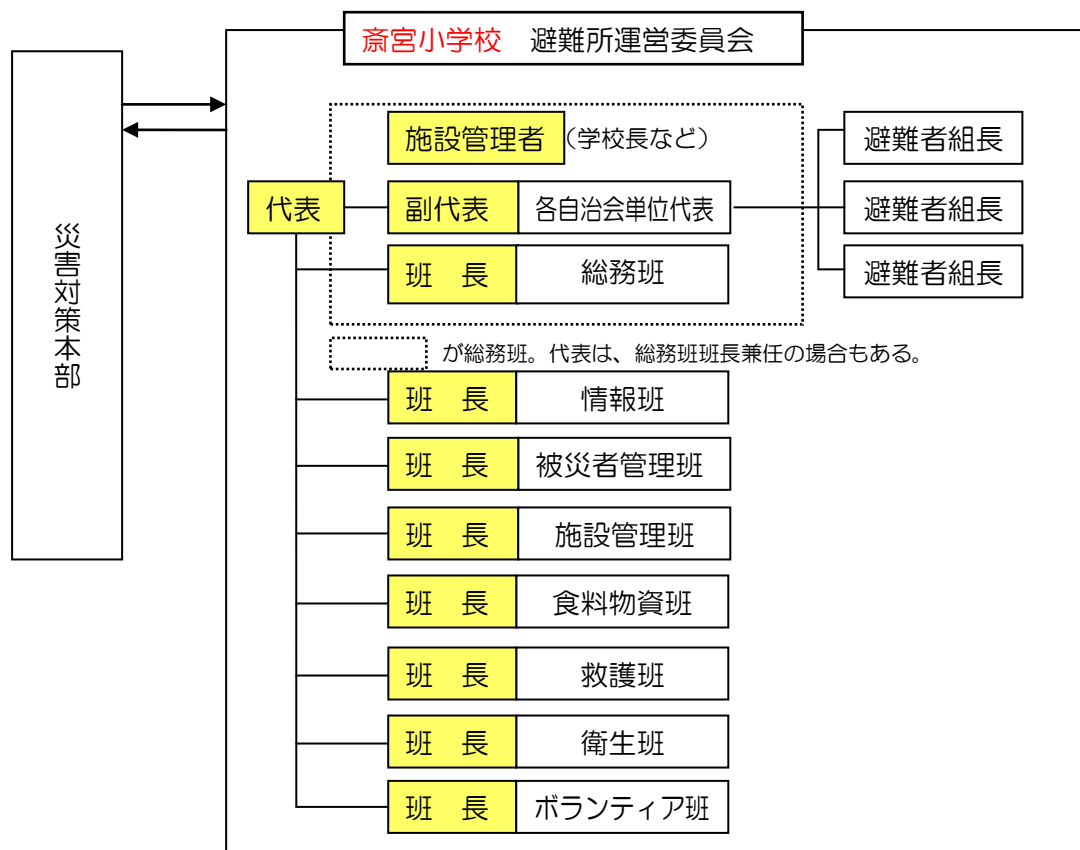 斎宮小学校 避難所運営委員会
災害対策本部
施設管理者 (学校長など)
避難者組長
代表 副代表 各自治会単位代表 避難者組長
班 長 総務班 避難者組長
が総務班。代表は、総務班班長兼任の場合もある。
班 長 情報班
班 長 被災者管理班
班 長 施設管理班
班 長 食料物資班
班 長 救護班
班 長 衛生班
班 長 ボランティア班